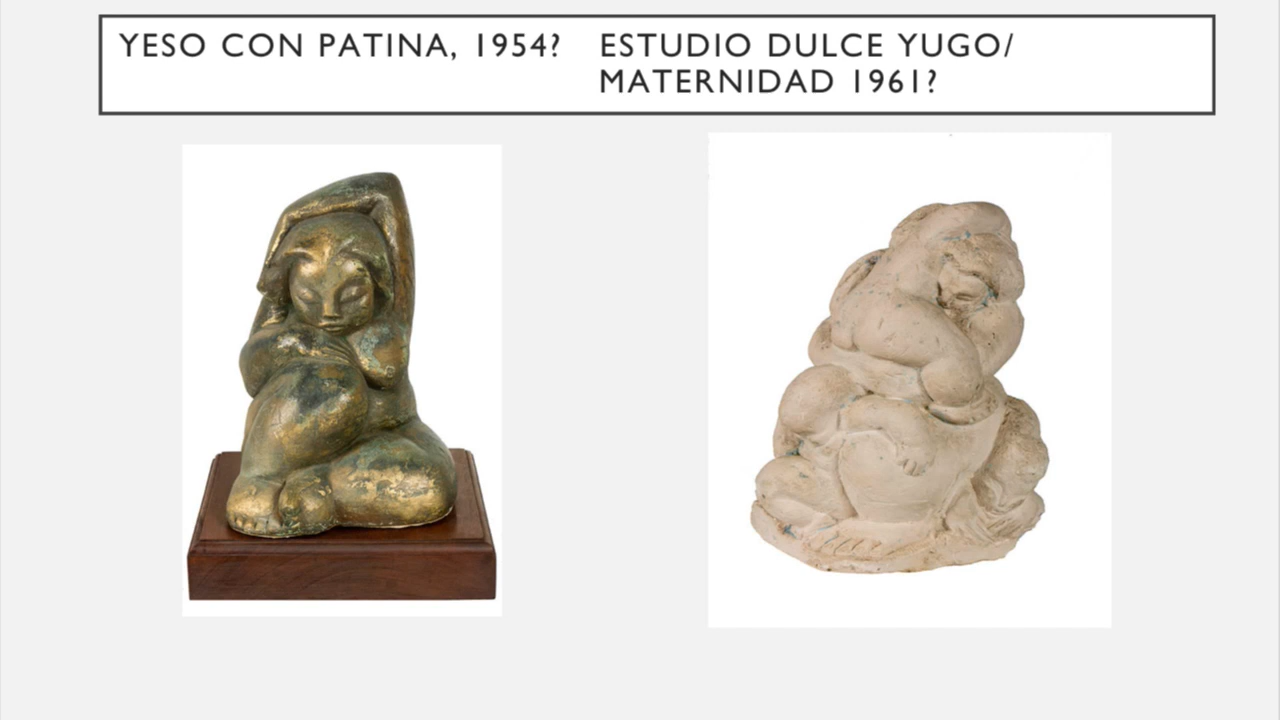 YESO CON PATINA, 1954?
ESTUDIO DULCE YUGO/
MATERNIDAD 1961?